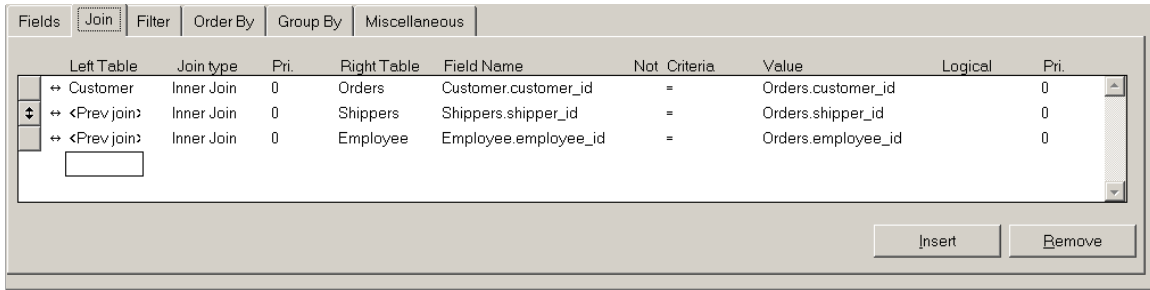 Fields Join Filter Order By Group By Miscellaneous
Left Table Join type Pri. Right Table Field Name Not Criteria Value Logical Pri.
↔ Customer Inner Join 0 Orders Customer.customer_id = Orders.customer_id 0
↕ ↔ <Prev join> Inner Join 0 Shippers Shippers.shipper_id = Orders.shipper_id 0
↔ <Prev join> Inner Join 0 Employee Employee.employee_id = Orders.employee_id 0
Insert Remove